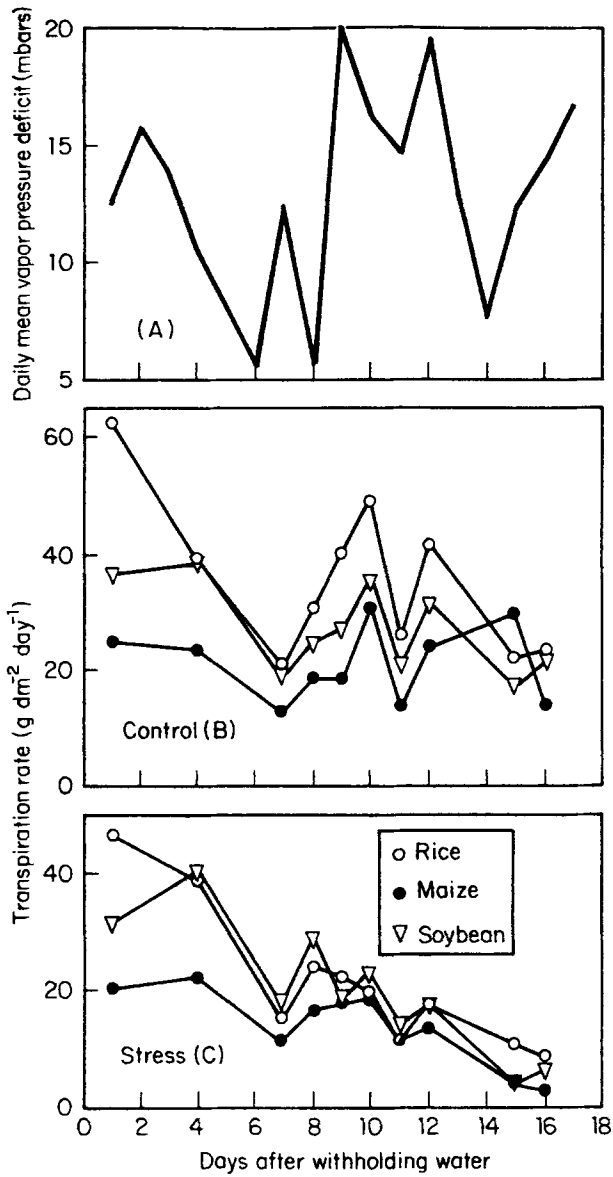 Daily mean vapor pressure deficit (mbars)
20
15
10
5
(A)
Transpiration rate (g dm⁻² day⁻¹)
60
40
20
0
Control (B)
40
20
0
Rice
Maize
Soybean
Stress (C)
0 2 4 6 8 10 12 14 16 18
Days after withholding water